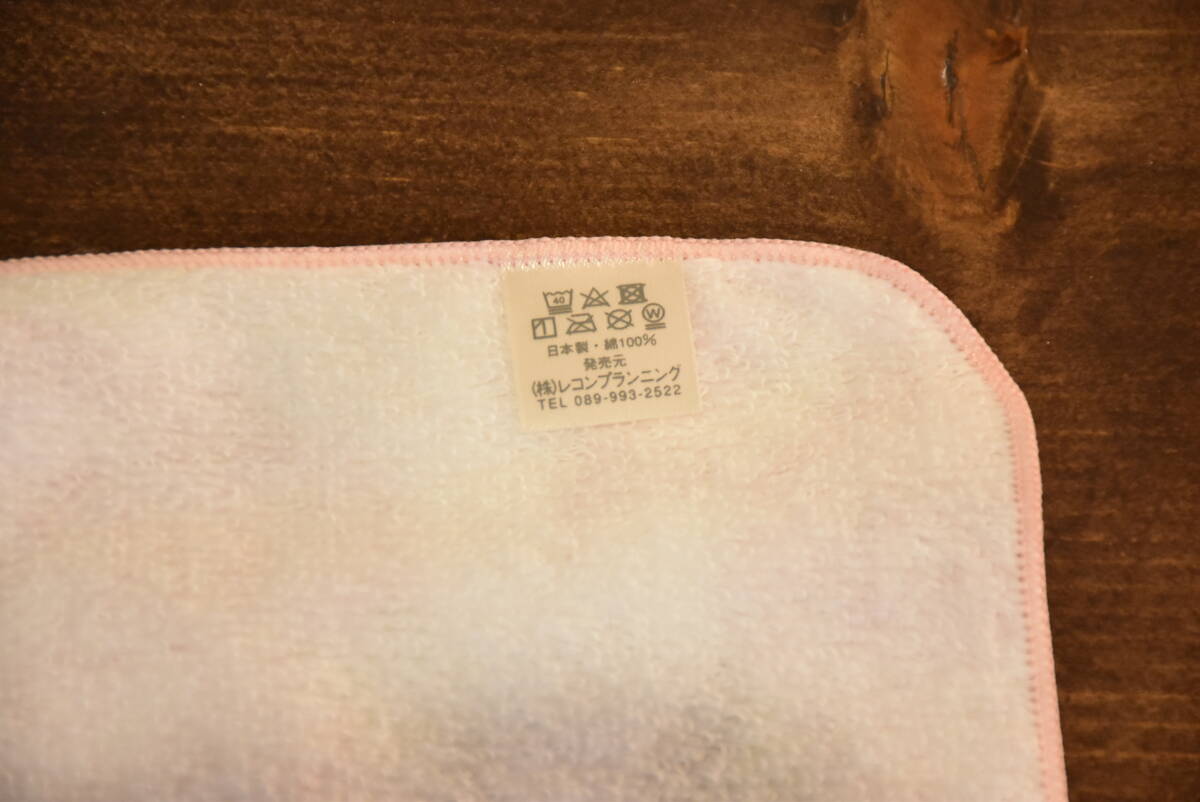 40
W
日本製・綿100%
発売元
(株)レコンプランニング
TEL 089-993-2522